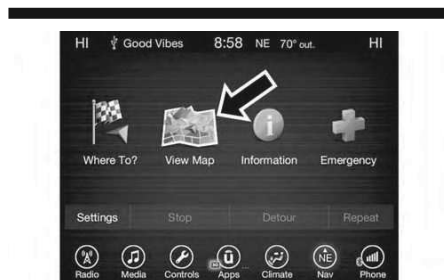 HI Good Vibes 8:58 NE 70° out. HI
Where To? View Map Information Emergency
Settings Stop Detour Repeat
Radio Media Controls Apps Climate Nav Phone
NE